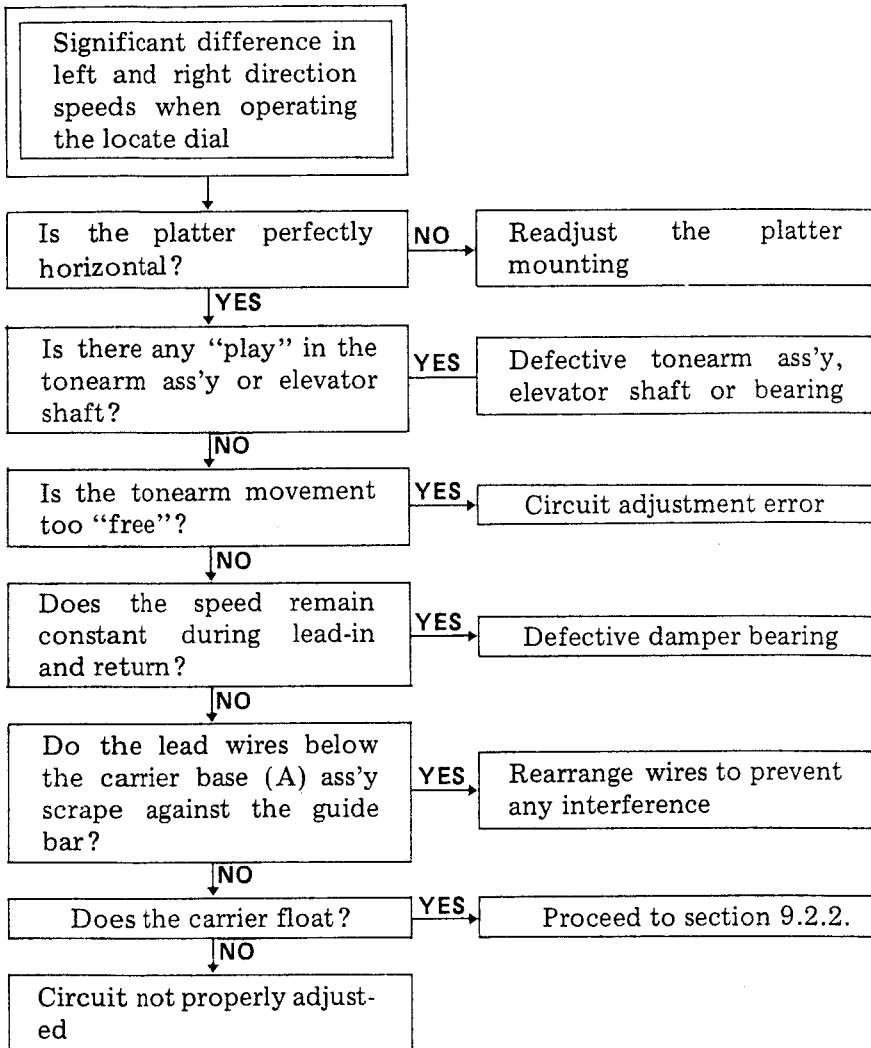 Significant difference in
left and right direction
speeds when operating
the locate dial
Is the platter perfectly
horizontal?
NO
Readjust the platter
mounting
YES
Is there any “play” in the
tonearm ass'y or elevator
shaft?
YES
Defective tonearm ass'y,
elevator shaft or bearing
NO
Is the tonearm movement
too “free”?
YES
Circuit adjustment error
NO
Does the speed remain
constant during lead-in
and return?
YES
Defective damper bearing
NO
Do the lead wires below
the carrier base (A) ass'y
scrape against the guide
bar?
YES
Rearrange wires to prevent
any interference
NO
Does the carrier float?
YES
Proceed to section 9.2.2.
NO
Circuit not properly adjust-
ed